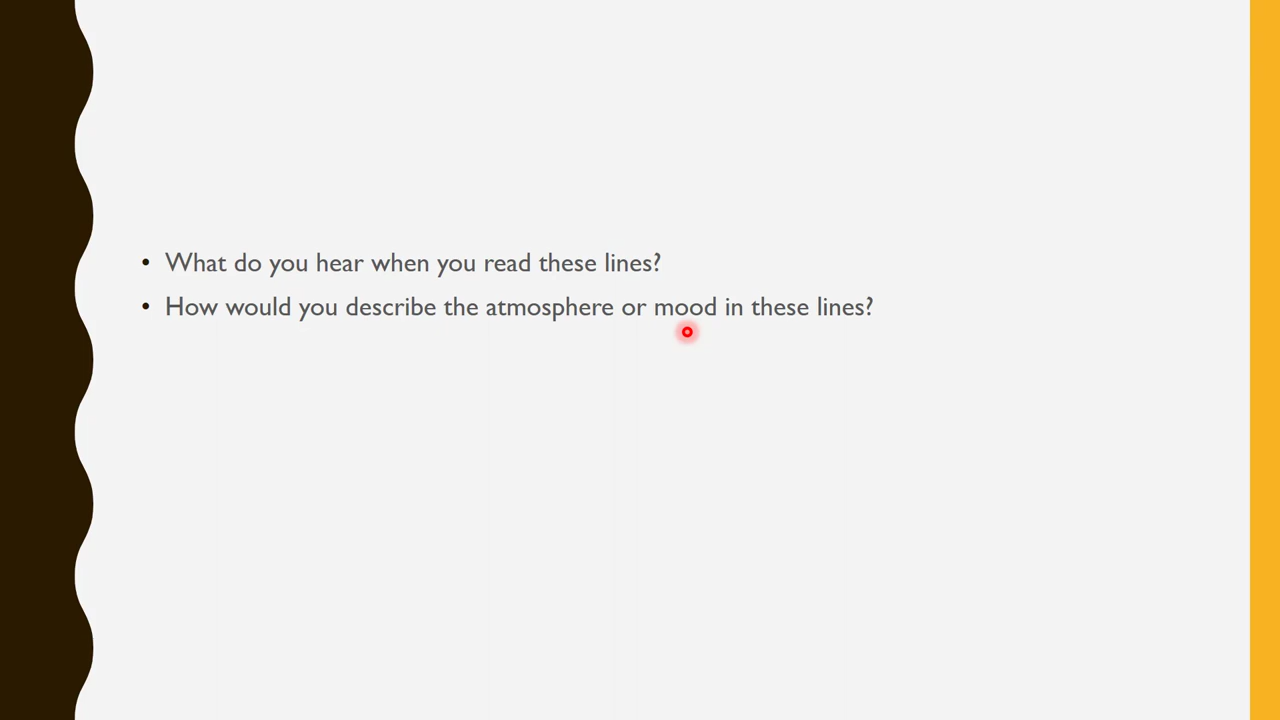 • What do you hear when you read these lines?
• How would you describe the atmosphere or mood in these lines?